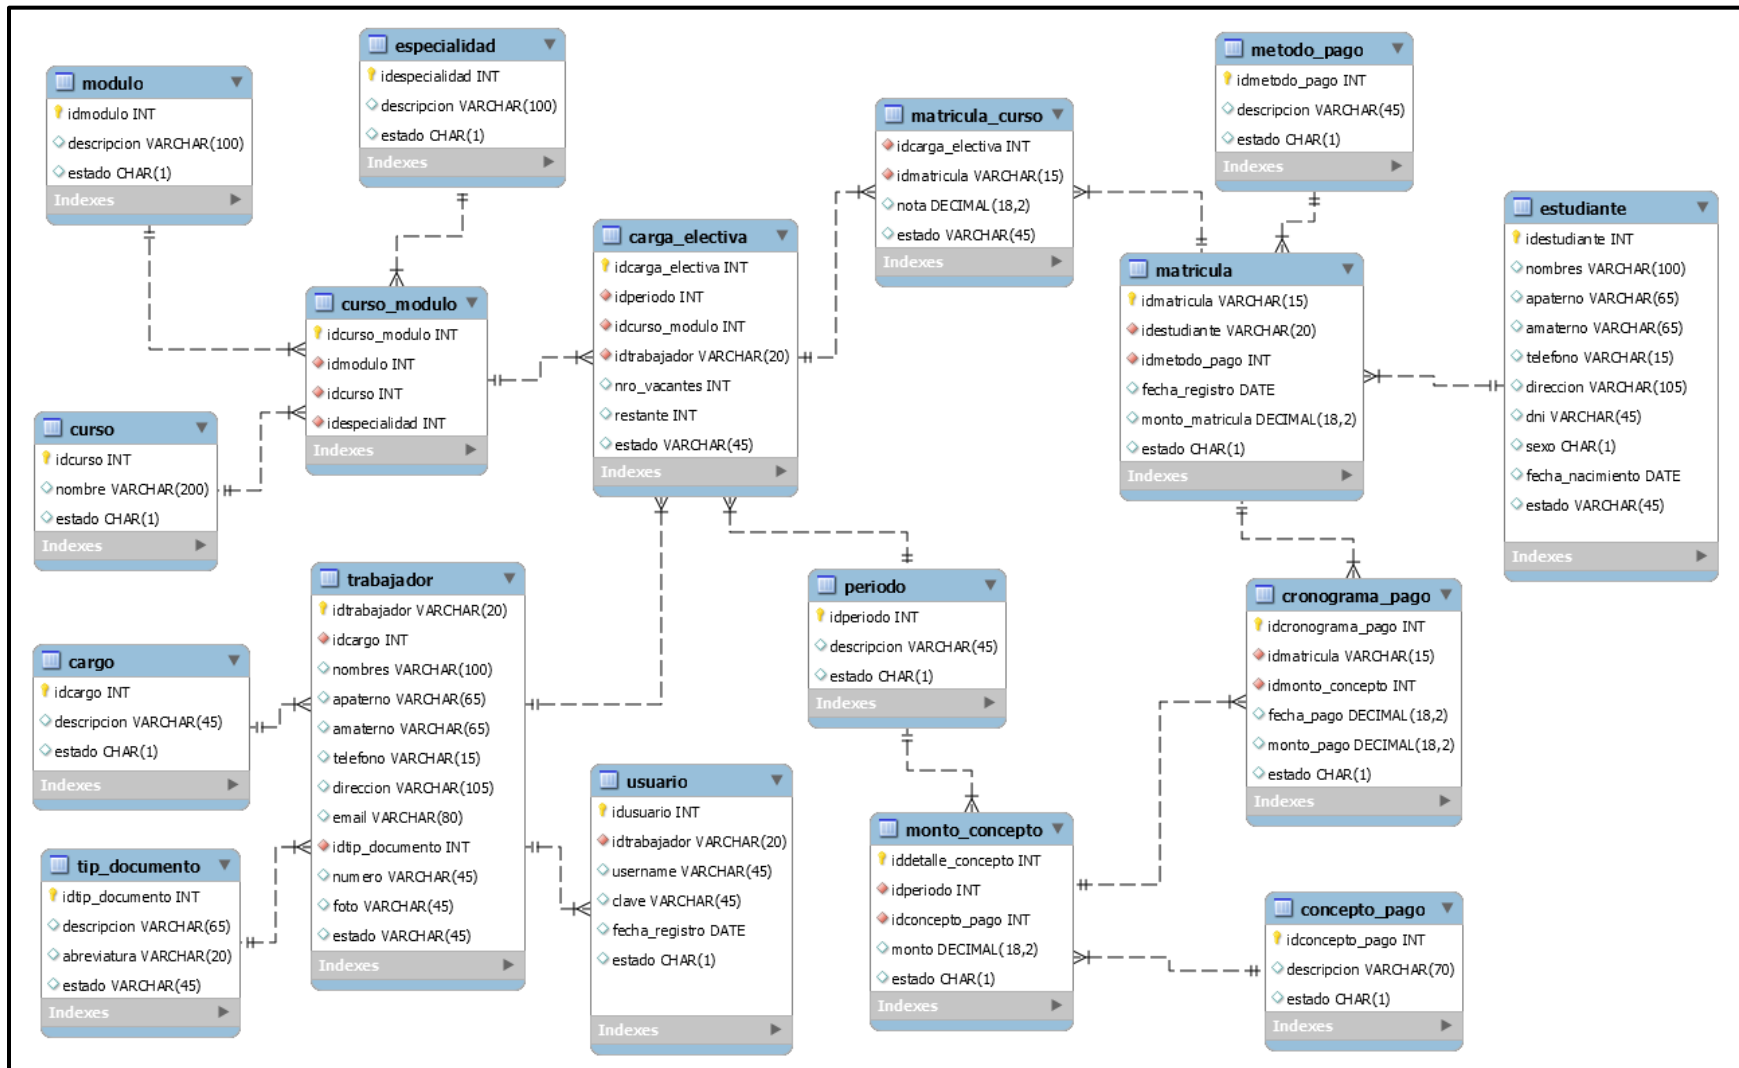 modulo
idmodulo INT
descripcion VARCHAR(100)
estado CHAR(1)
Indexes
especialidad
idespecialidad INT
descripcion VARCHAR(100)
estado CHAR(1)
Indexes
matricula_curso
idcarga_electiva INT
idmatricula VARCHAR(15)
nota DECIMAL(18,2)
estado VARCHAR(45)
Indexes
metodo_pago
idmetodo_pago INT
descripcion VARCHAR(45)
estado CHAR(1)
Indexes
estudiante
idestudiante INT
nombres VARCHAR(100)
apaterno VARCHAR(65)
amaterno VARCHAR(65)
telefono VARCHAR(15)
direccion VARCHAR(105)
dni VARCHAR(45)
sexo CHAR(1)
fecha_nacimiento DATE
estado VARCHAR(45)
Indexes
curso_modulo
idcurso_modulo INT
idmodulo INT
idcurso INT
idespecialidad INT
Indexes
carga_electiva
idcarga_electiva INT
idperiodo INT
idcurso_modulo INT
idtrabajador VARCHAR(20)
nro_vacantes INT
restante INT
estado VARCHAR(45)
Indexes
matricula
idmatricula VARCHAR(15)
idestudiante VARCHAR(20)
idmetodo_pago INT
fecha_registro DATE
monto_matricula DECIMAL(18,2)
estado CHAR(1)
Indexes
curso
idcurso INT
nombre VARCHAR(200)
estado CHAR(1)
Indexes
trabajador
idtrabajador VARCHAR(20)
idcargo INT
nombres VARCHAR(100)
apaterno VARCHAR(65)
amaterno VARCHAR(65)
telefono VARCHAR(15)
direccion VARCHAR(105)
email VARCHAR(80)
idtip_documento INT
numero VARCHAR(45)
foto VARCHAR(45)
estado VARCHAR(45)
Indexes
periodo
idperiodo INT
descripcion VARCHAR(45)
estado CHAR(1)
Indexes
cronograma_pago
idcronograma_pago INT
idmatricula VARCHAR(15)
idmonto_concepto INT
fecha_pago DECIMAL(18,2)
monto_pago DECIMAL(18,2)
estado CHAR(1)
Indexes
cargo
idcargo INT
descripcion VARCHAR(45)
estado CHAR(1)
Indexes
usuario
idusuario INT
idtrabajador VARCHAR(20)
username VARCHAR(45)
clave VARCHAR(45)
fecha_registro DATE
estado CHAR(1)
Indexes
monto_concepto
iddetalle_concepto INT
idperiodo INT
idconcepto_pago INT
monto DECIMAL(18,2)
estado CHAR(1)
Indexes
tip_documento
idtip_documento INT
descripcion VARCHAR(65)
abreviatura VARCHAR(20)
estado VARCHAR(45)
Indexes
concepto_pago
idconcepto_pago INT
descripcion VARCHAR(70)
estado CHAR(1)
Indexes